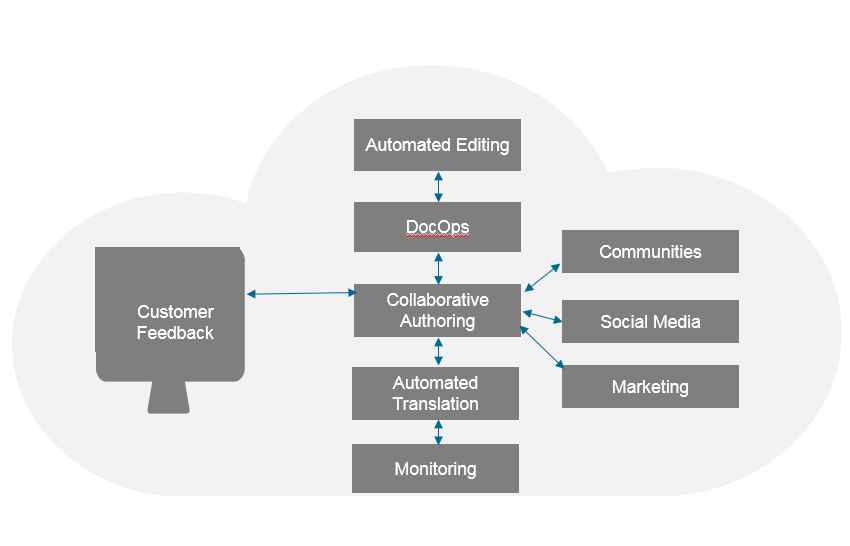 Automated Editing
DocOps
Collaborative
Authoring
Automated
Translation
Monitoring
Customer
Feedback
Communities
Social Media
Marketing